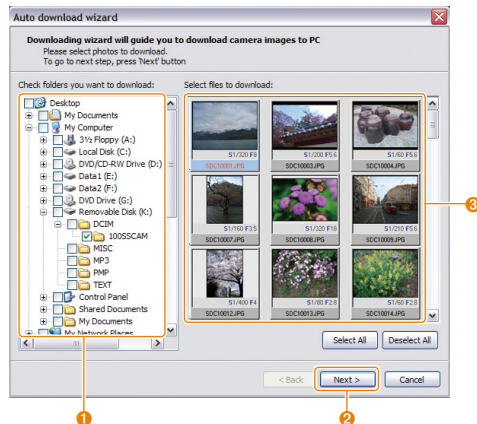 Auto download wizard
Downloading wizard will guide you to download camera images to PC
Please select photos to download.
To go to next step, press 'Next' button
Check folders you want to download:
Select files to download:
Desktop
My Documents
My Computer
3½ Floppy (A:)
Local Disk (C:)
DVD/CD-RW Drive (D:)
Data1 (E:)
Data2 (F:)
DVD Drive (G:)
Removable Disk (K:)
DCIM
100SSCAM
MISC
MP3
PMP
TEXT
Control Panel
Shared Documents
My Documents
My Network Places
S1/320 F8
S1/200 F5.6
S1/60 F5.6
SDC10001.JPG
SDC10003.JPG
SDC10004.JPG
S1/160 F3.5
S1/320 F18
S1/210 F5.6
SDC10007.JPG
SDC10008.JPG
SDC10009.JPG
S1/400 F4
S1/80 F2.8
S1/60 F2.8
SDC10012.JPG
SDC10013.JPG
SDC10014.JPG
3
Select All
Deselect All
< Back
Next >
Cancel
1
2